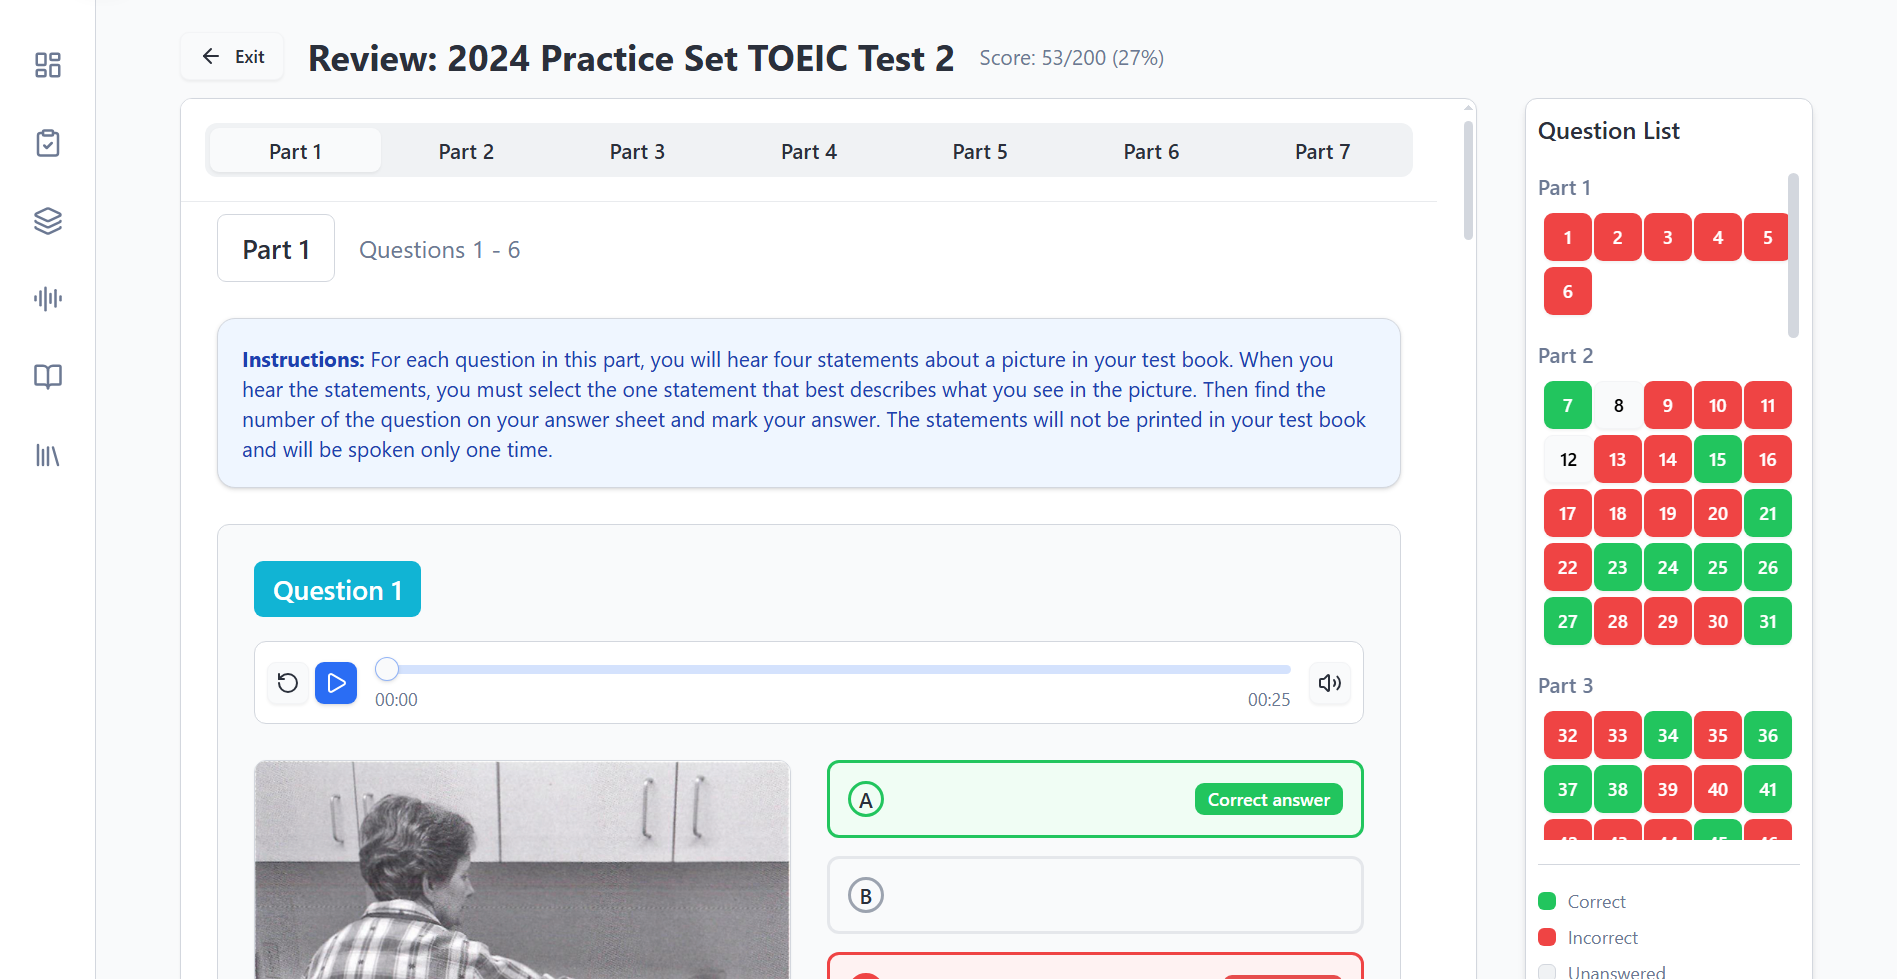 Exit
Review: 2024 Practice Set TOEIC Test 2
Score: 53/200 (27%)
Part 1
Part 2
Part 3
Part 4
Part 5
Part 6
Part 7
Part 1
Questions 1 - 6
Instructions: For each question in this part, you will hear four statements about a picture in your test book. When you
hear the statements, you must select the one statement that best describes what you see in the picture. Then find the
number of the question on your answer sheet and mark your answer. The statements will not be printed in your test book
and will be spoken only one time.
Question 1
00:00
00:25
A
Correct answer
B
Question List
Part 1
1 2 3 4 5
6
Part 2
7 8 9 10 11
12 13 14 15 16
17 18 19 20 21
22 23 24 25 26
27 28 29 30 31
Part 3
32 33 34 35 36
37 38 39 40 41
Correct
Incorrect
Unanswered